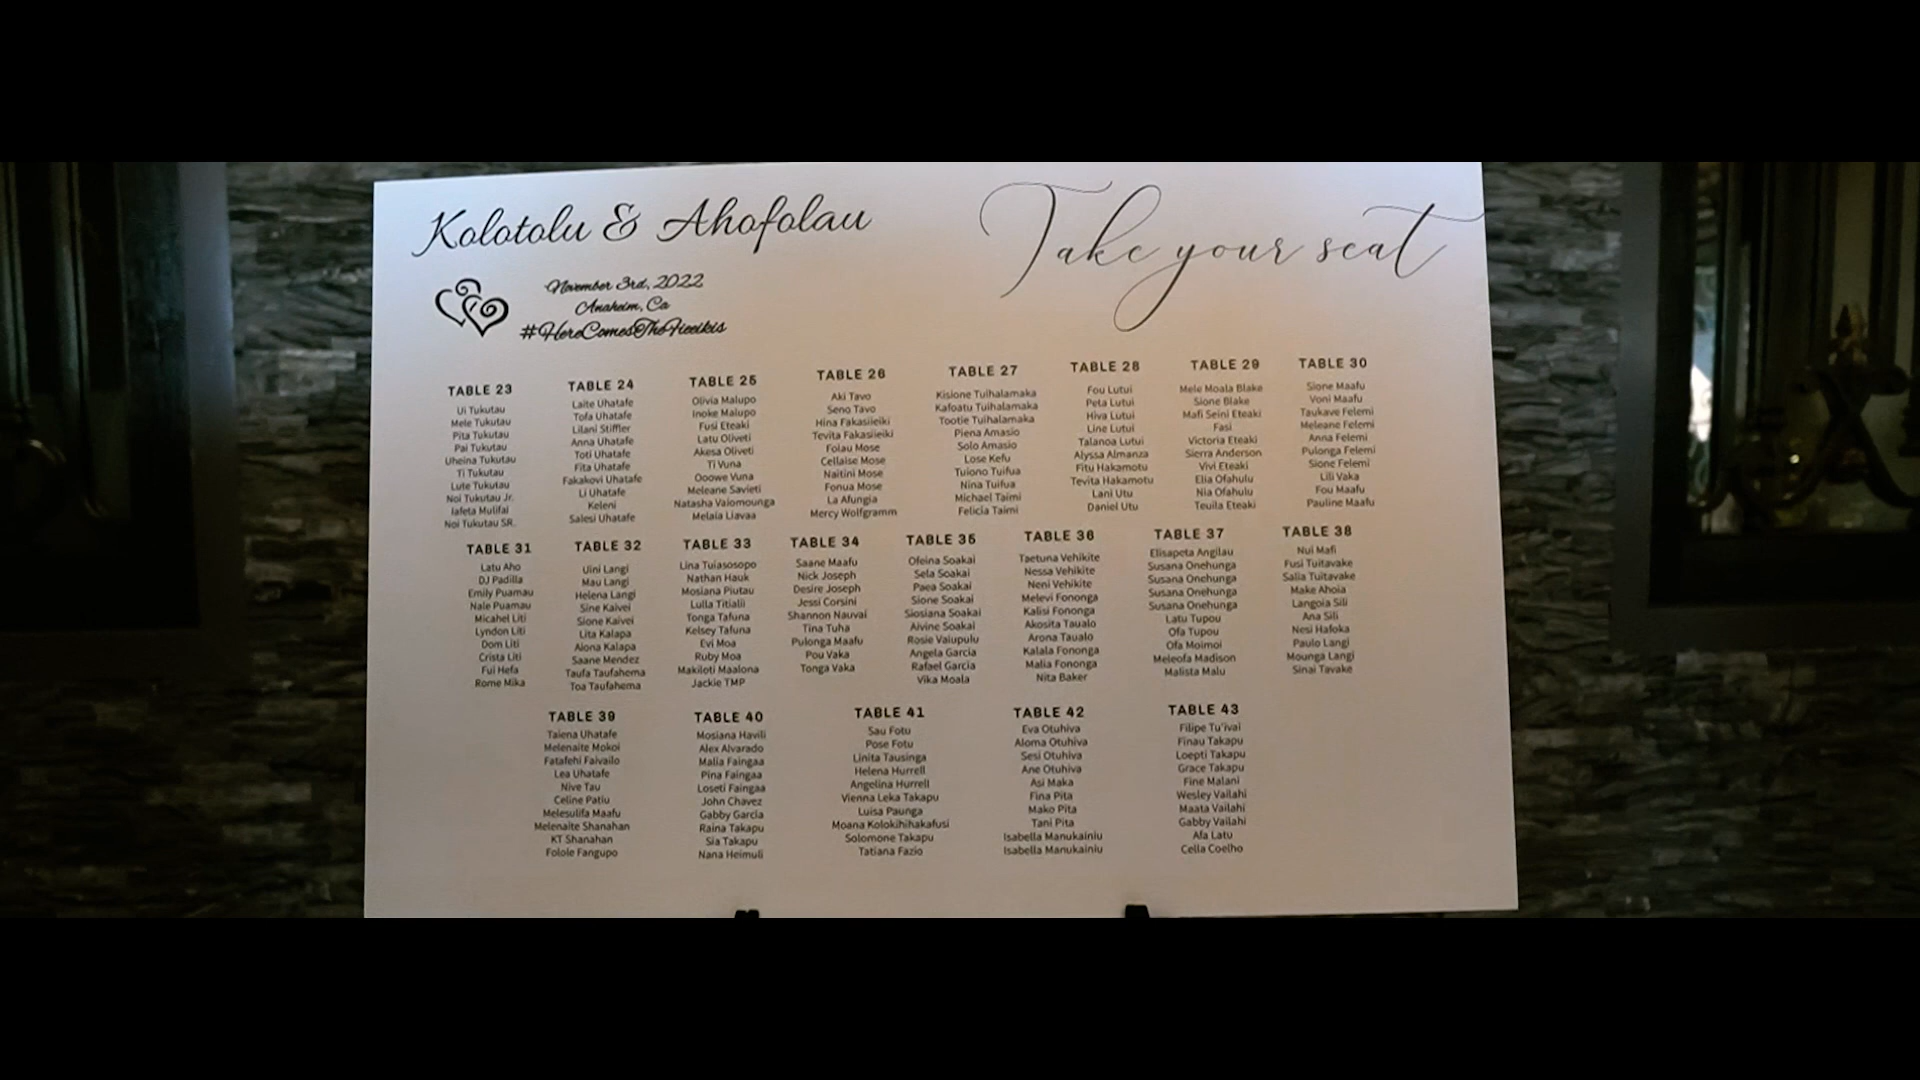 Kolotolu & Ahofolau
Take your seat
November 3rd, 2022
Anaheim, Ca
#HereComesTheFieeikis
TABLE 23
Ui Tukutau
Mele Tukutau
Pita Tukutau
Pai Tukutau
Uheina Tukutau
Ti Tukutau
Lute Tukutau
Noi Tukutau Jr.
Iafeta Mulifai
Noi Tukutau SR.
TABLE 24
Laite Uhatafe
Tofa Uhatafe
Lilani Stiffler
Anna Uhatafe
Toti Uhatafe
Fita Uhatafe
Fakakovi Uhatafe
Li Uhatafe
Keleni
Salesi Uhatafe
TABLE 25
Olivia Malupo
Inoke Malupo
Fusi Eteaki
Latu Oliveti
Akesa Oliveti
Ti Vuna
Ooowe Vuna
Meleane Savieti
Natasha Vaiomounga
Melaia Liavaa
TABLE 26
Aki Tavo
Seno Tavo
Hina Fakasiieiki
Tevita Fakasiieiki
Folau Mose
Cellaise Mose
Naitini Mose
Fonua Mose
La Afungia
Mercy Wolfgramm
TABLE 27
Kisione Tuihalamaka
Kafoatu Tuihalamaka
Tootie Tuihalamaka
Piena Amasio
Solo Amasio
Lose Kefu
Tuiono Tuifua
Nina Tuifua
Michael Taimi
Felicia Taimi
TABLE 28
Fou Lutui
Peta Lutui
Hiva Lutui
Line Lutui
Talanoa Lutui
Alyssa Almanza
Fitu Hakamotu
Tevita Hakamotu
Lani Utu
Daniel Utu
TABLE 29
Mele Moala Blake
Sione Blake
Mafi Seini Eteaki
Fasi
Victoria Eteaki
Sierra Anderson
Vivi Eteaki
Elia Ofahulu
Nia Ofahulu
Teuila Eteaki
TABLE 30
Sione Maafu
Voni Maafu
Taukave Felemi
Meleane Felemi
Anna Felemi
Pulonga Felemi
Sione Felemi
Lili Vaka
Fou Maafu
Pauline Maafu
TABLE 31
Latu Aho
DJ Padilla
Emily Puamau
Nale Puamau
Micahel Liti
Lyndon Liti
Dom Liti
Crista Liti
Fui Hefa
Rome Mika
TABLE 32
Uini Langi
Mau Langi
Helena Langi
Sine Kaivei
Sione Kaivei
Lita Kalapa
Aiona Kalapa
Saane Mendez
Taufa Taufahema
Toa Taufahema
TABLE 33
Lina Tuiasosopo
Nathan Hauk
Mosiana Piutau
Lulla Titialii
Tonga Tafuna
Kelsey Tafuna
Evi Moa
Ruby Moa
Makiloti Maalona
Jackie TMP
TABLE 34
Saane Maafu
Nick Joseph
Desire Joseph
Jessi Corsini
Shannon Nauvai
Tina Tuha
Pulonga Maafu
Pou Vaka
Tonga Vaka
TABLE 35
Ofeina Soakai
Sela Soakai
Paea Soakai
Sione Soakai
Siosiana Soakai
Aivine Soakai
Rosie Valupulu
Angela Garcia
Rafael Garcia
Vika Moala
TABLE 36
Taetuna Vehikite
Nessa Vehikite
Neni Vehikite
Melevi Fononga
Kalisi Fononga
Akosita Taualo
Arona Taualo
Kalala Fononga
Malia Fononga
Nita Baker
TABLE 37
Elisapeta Angilau
Susana Onehunga
Susana Onehunga
Susana Onehunga
Susana Onehunga
Latu Tupou
Ofa Tupou
Ofa Moimoi
Meleofa Madison
Malista Malu
TABLE 38
Nui Mafi
Fusi Tuitavake
Salia Tuitavake
Make Ahoia
Langoia Sili
Ana Sili
Nesi Hafoka
Paulo Langi
Mounga Langi
Sinai Tavake
TABLE 39
Taiena Uhatafe
Melenaite Mokoi
Fatafehi Faivailo
Lea Uhatafe
Nive Tau
Celine Patiu
Melesulifa Maafu
Melenaite Shanahan
KT Shanahan
Folole Fangupo
TABLE 40
Mosiana Havili
Alex Alvarado
Malia Faingaa
Pina Faingaa
Loseti Faingaa
John Chavez
Gabby Garcia
Raina Takapu
Sia Takapu
Nana Heimuli
TABLE 41
Sau Fotu
Pose Fotu
Linita Tausinga
Helena Hurrell
Angelina Hurrell
Vienna Leka Takapu
Luisa Paunga
Moana Kolokihihakafusi
Solomone Takapu
Tatiana Fazio
TABLE 42
Eva Otuhiva
Aloma Otuhiva
Sesi Otuhiva
Ane Otuhiva
Asi Maka
Fina Pita
Mako Pita
Tani Pita
Isabella Manukainiu
Isabella Manukainiu
TABLE 43
Filipe Tu'ivai
Finau Takapu
Loepti Takapu
Grace Takapu
Fine Malani
Wesley Vailahi
Maata Vailahi
Gabby Vailahi
Afa Latu
Celia Coelho